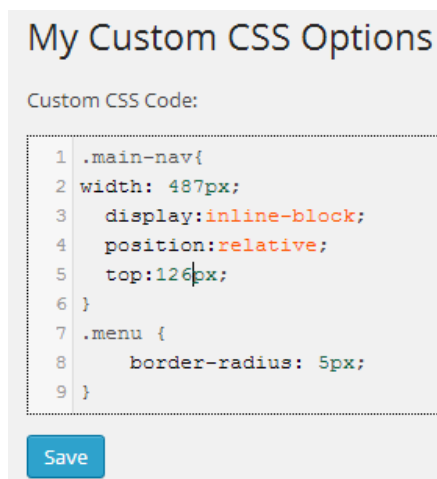 My Custom CSS Options
Custom CSS Code:
1 .main-nav{
2 width: 487px;
3   display:inline-block;
4   position:relative;
5   top:126px;
6 }
7 .menu {
8     border-radius: 5px;
9 }
Save